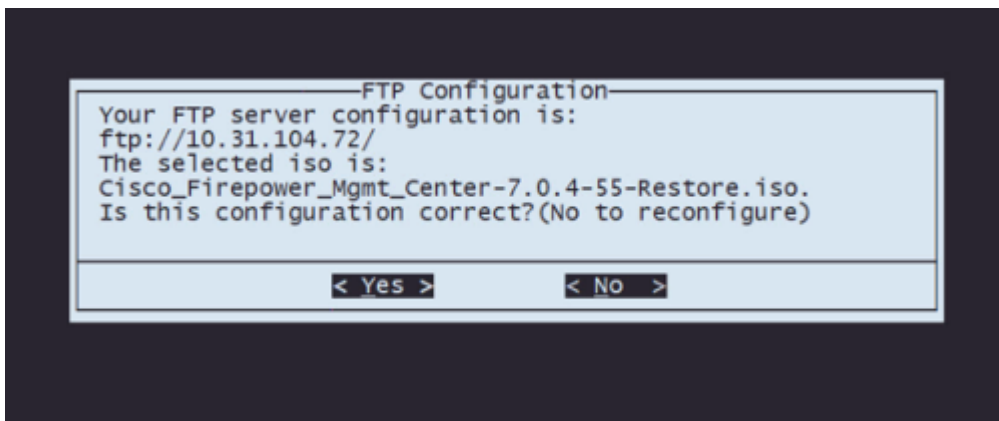 FTP Configuration
Your FTP server configuration is:
ftp://10.31.104.72/
The selected iso is:
Cisco_Firepower_Mgmt_Center-7.0.4-55-Restore.iso.
Is this configuration correct?(No to reconfigure)
< Yes > < No >